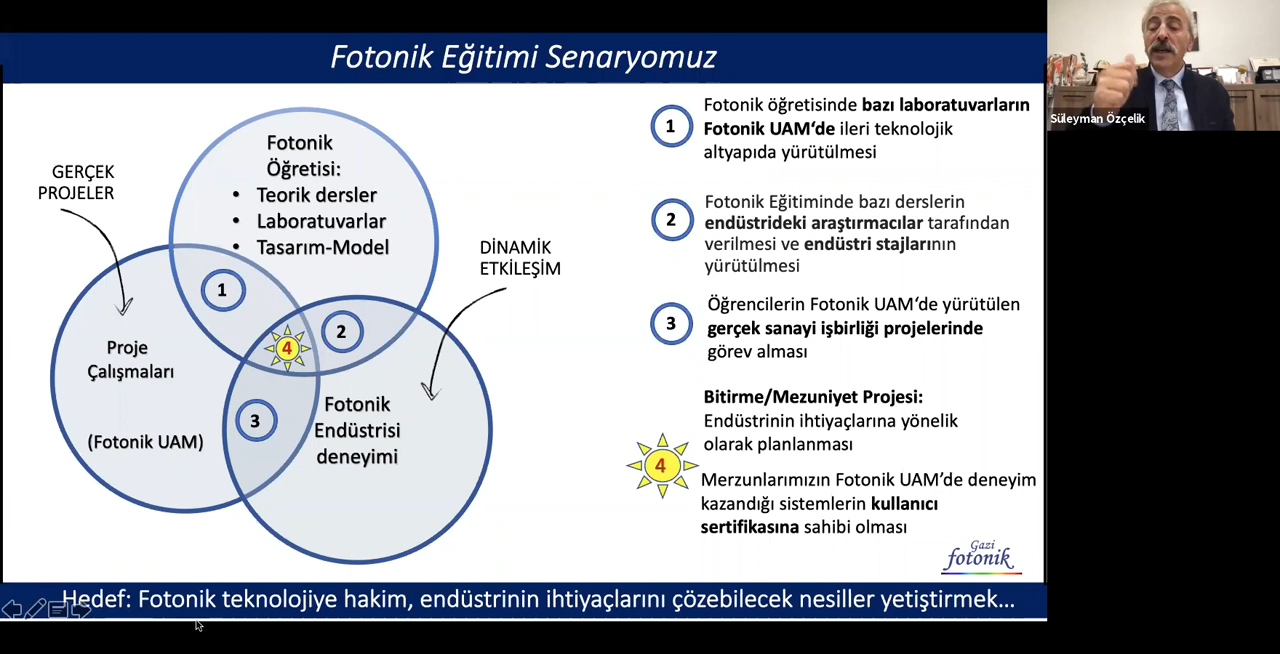 Fotonik Eğitimi Senaryomuz
Süleyman Özçelik
GERÇEK
PROJELER
Fotonik
Öğretisi:
• Teorik dersler
• Laboratuvarlar
• Tasarım-Model
DİNAMİK
ETKİLEŞİM
1
2
4
3
Proje
Çalışmaları
(Fotonik UAM)
Fotonik
Endüstrisi
deneyimi
1
Fotonik öğretisinde bazı laboratuvarların
Fotonik UAM‘de ileri teknolojik
altyapıda yürütülmesi
2
Fotonik Eğitiminde bazı derslerin
endüstrideki araştırmacılar tarafından
verilmesi ve endüstri stajlarının
yürütülmesi
3
Öğrencilerin Fotonik UAM‘de yürütülen
gerçek sanayi işbirliği projelerinde
görev alması
4
Bitirme/Mezuniyet Projesi:
Endüstrinin ihtiyaçlarına yönelik
olarak planlanması
Merzunlarımızın Fotonik UAM’de deneyim
kazandığı sistemlerin kullanıcı
sertifikasına sahibi olması
Gazi
fotonik
Hedef: Fotonik teknolojiye hakim, endüstrinin ihtiyaçlarını çözebilecek nesiller yetiştirmek...